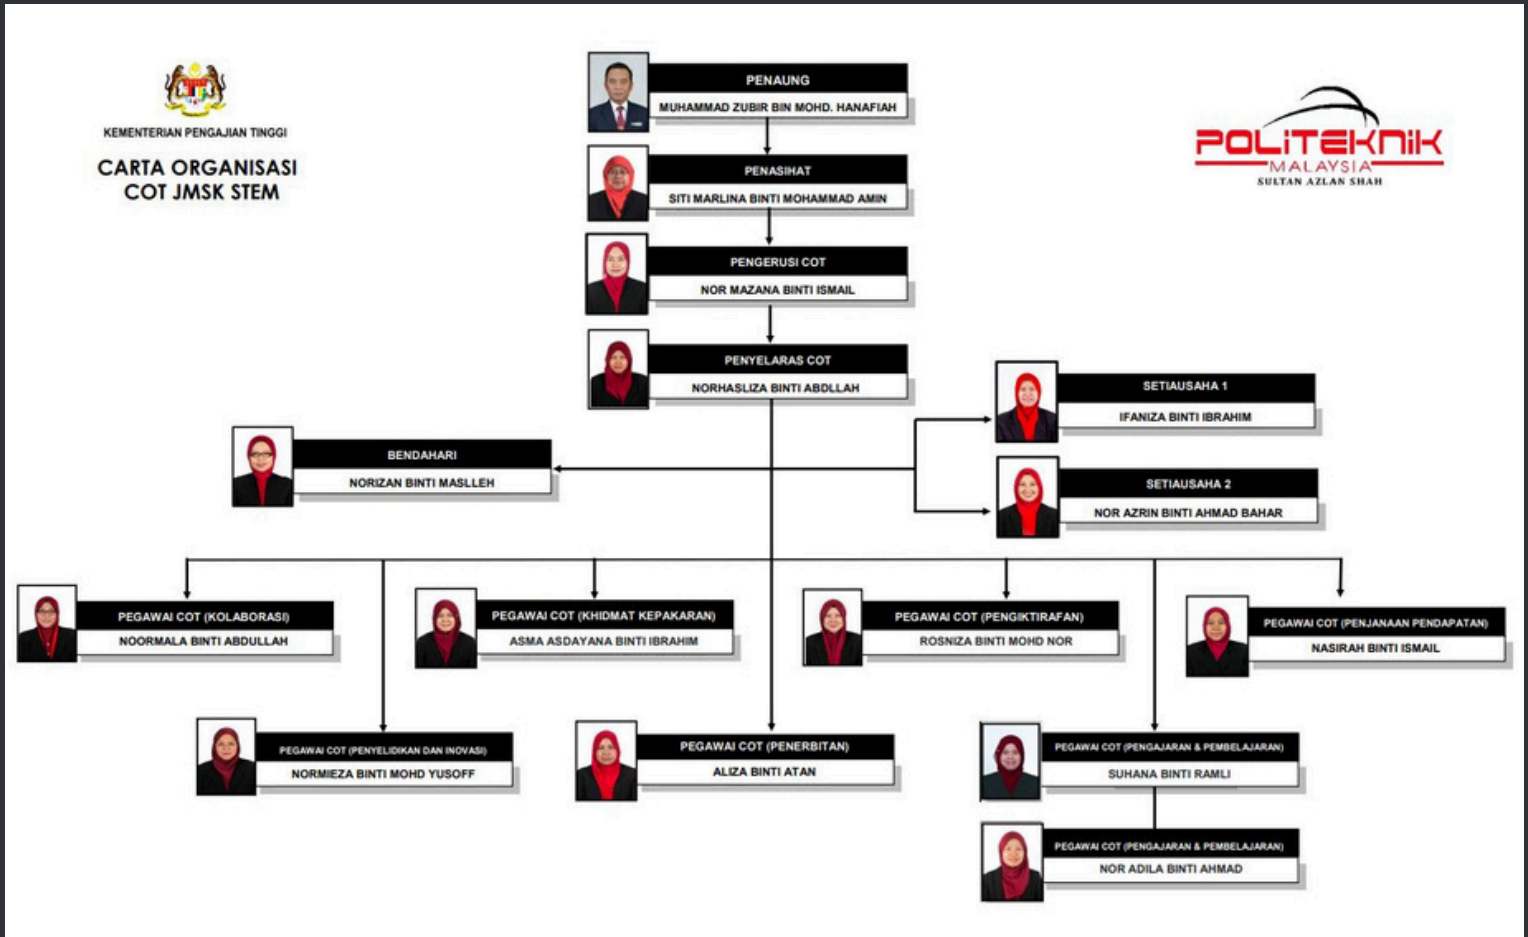 KEMENTERIAN PENGAJIAN TINGGI
CARTA ORGANISASI
COT JMSK STEM
POLiTEKNiK
MALAYSIA
SULTAN AZLAN SHAH
PENAUNG
MUHAMMAD ZUBIR BIN MOHD. HANAFIAH
PENASIHAT
SITI MARLINA BINTI MOHAMMAD AMIN
PENGERUSI COT
NOR MAZANA BINTI ISMAIL
PENYELARAS COT
NORHASLIZA BINTI ABDLLAH
SETIAUSAHA 1
IFANIZA BINTI IBRAHIM
BENDAHARI
NORIZAN BINTI MASLLEH
SETIAUSAHA 2
NOR AZRIN BINTI AHMAD BAHAR
PEGAWAI COT (KOLABORASI)
NOORMALA BINTI ABDULLAH
PEGAWAI COT (KHIDMAT KEPAKARAN)
ASMA ASDAYANA BINTI IBRAHIM
PEGAWAI COT (PENGIKTIRAFAN)
ROSNIZA BINTI MOHD NOR
PEGAWAI COT (PENJANAAN PENDAPATAN)
NASIRAH BINTI ISMAIL
PEGAWAI COT (PENYELIDIKAN DAN INOVASI)
NORMIEZA BINTI MOHD YUSOFF
PEGAWAI COT (PENERBITAN)
ALIZA BINTI ATAN
PEGAWAI COT (PENGAJARAN & PEMBELAJARAN)
SUHANA BINTI RAMLI
PEGAWAI COT (PENGAJARAN & PEMBELAJARAN)
NOR ADILA BINTI AHMAD